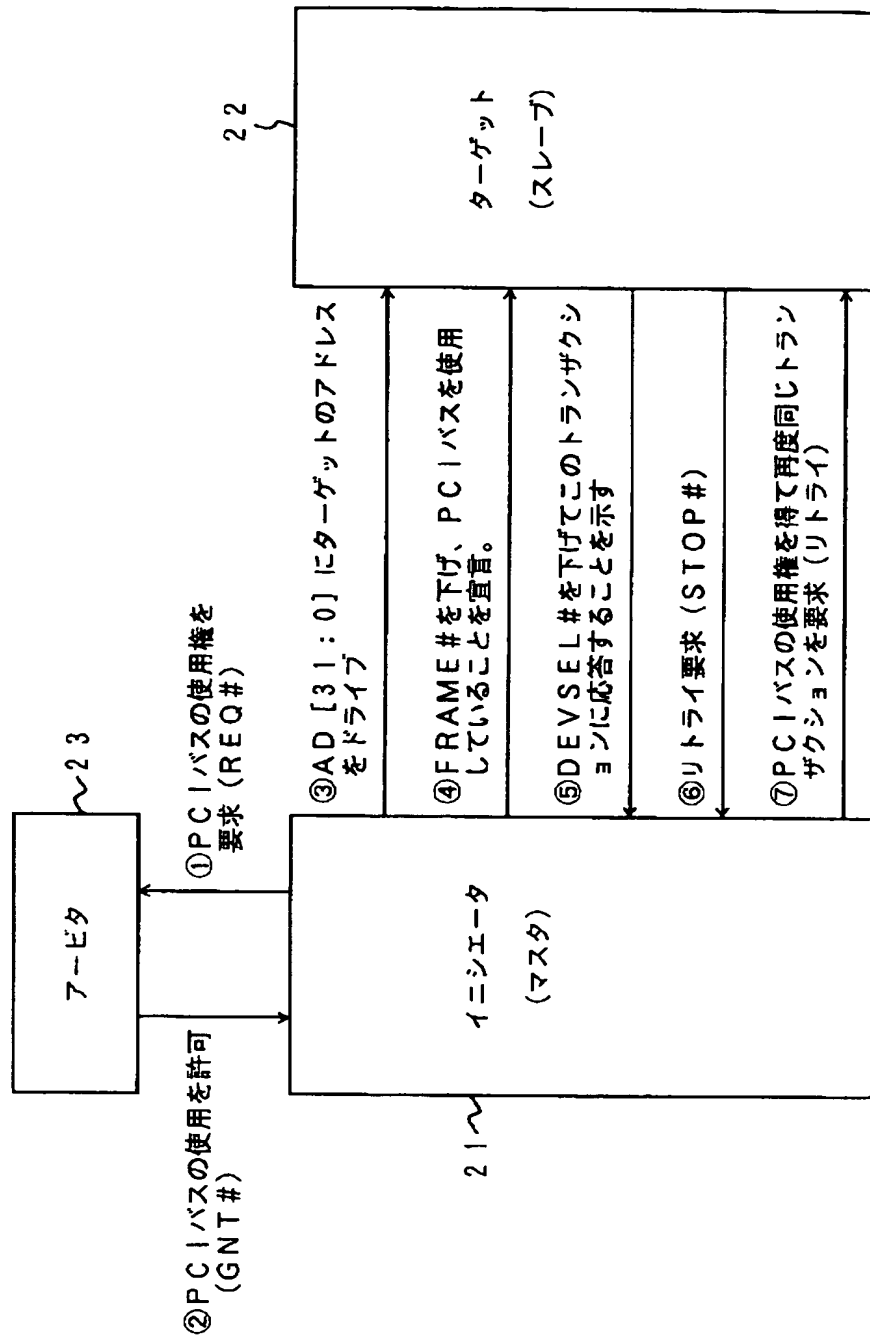 アービタ
23
①PCIバスの使用権を
要求(REQ#)
②PCIバスの使用を許可
(GNT#)
イニシエータ
(マスタ)
21
ターゲット
(スレーブ)
22
③AD[31:0]にターゲットのアドレス
をドライブ
④FRAME#を下げ、PCIバスを使用
していることを宣言。
⑤DEVSEL#を下げてこのトランザクシ
ョンに応答することを示す
⑥リトライ要求(STOP#)
⑦PCIバスの使用権を得て再度同じトラン
ザクションを要求(リトライ)